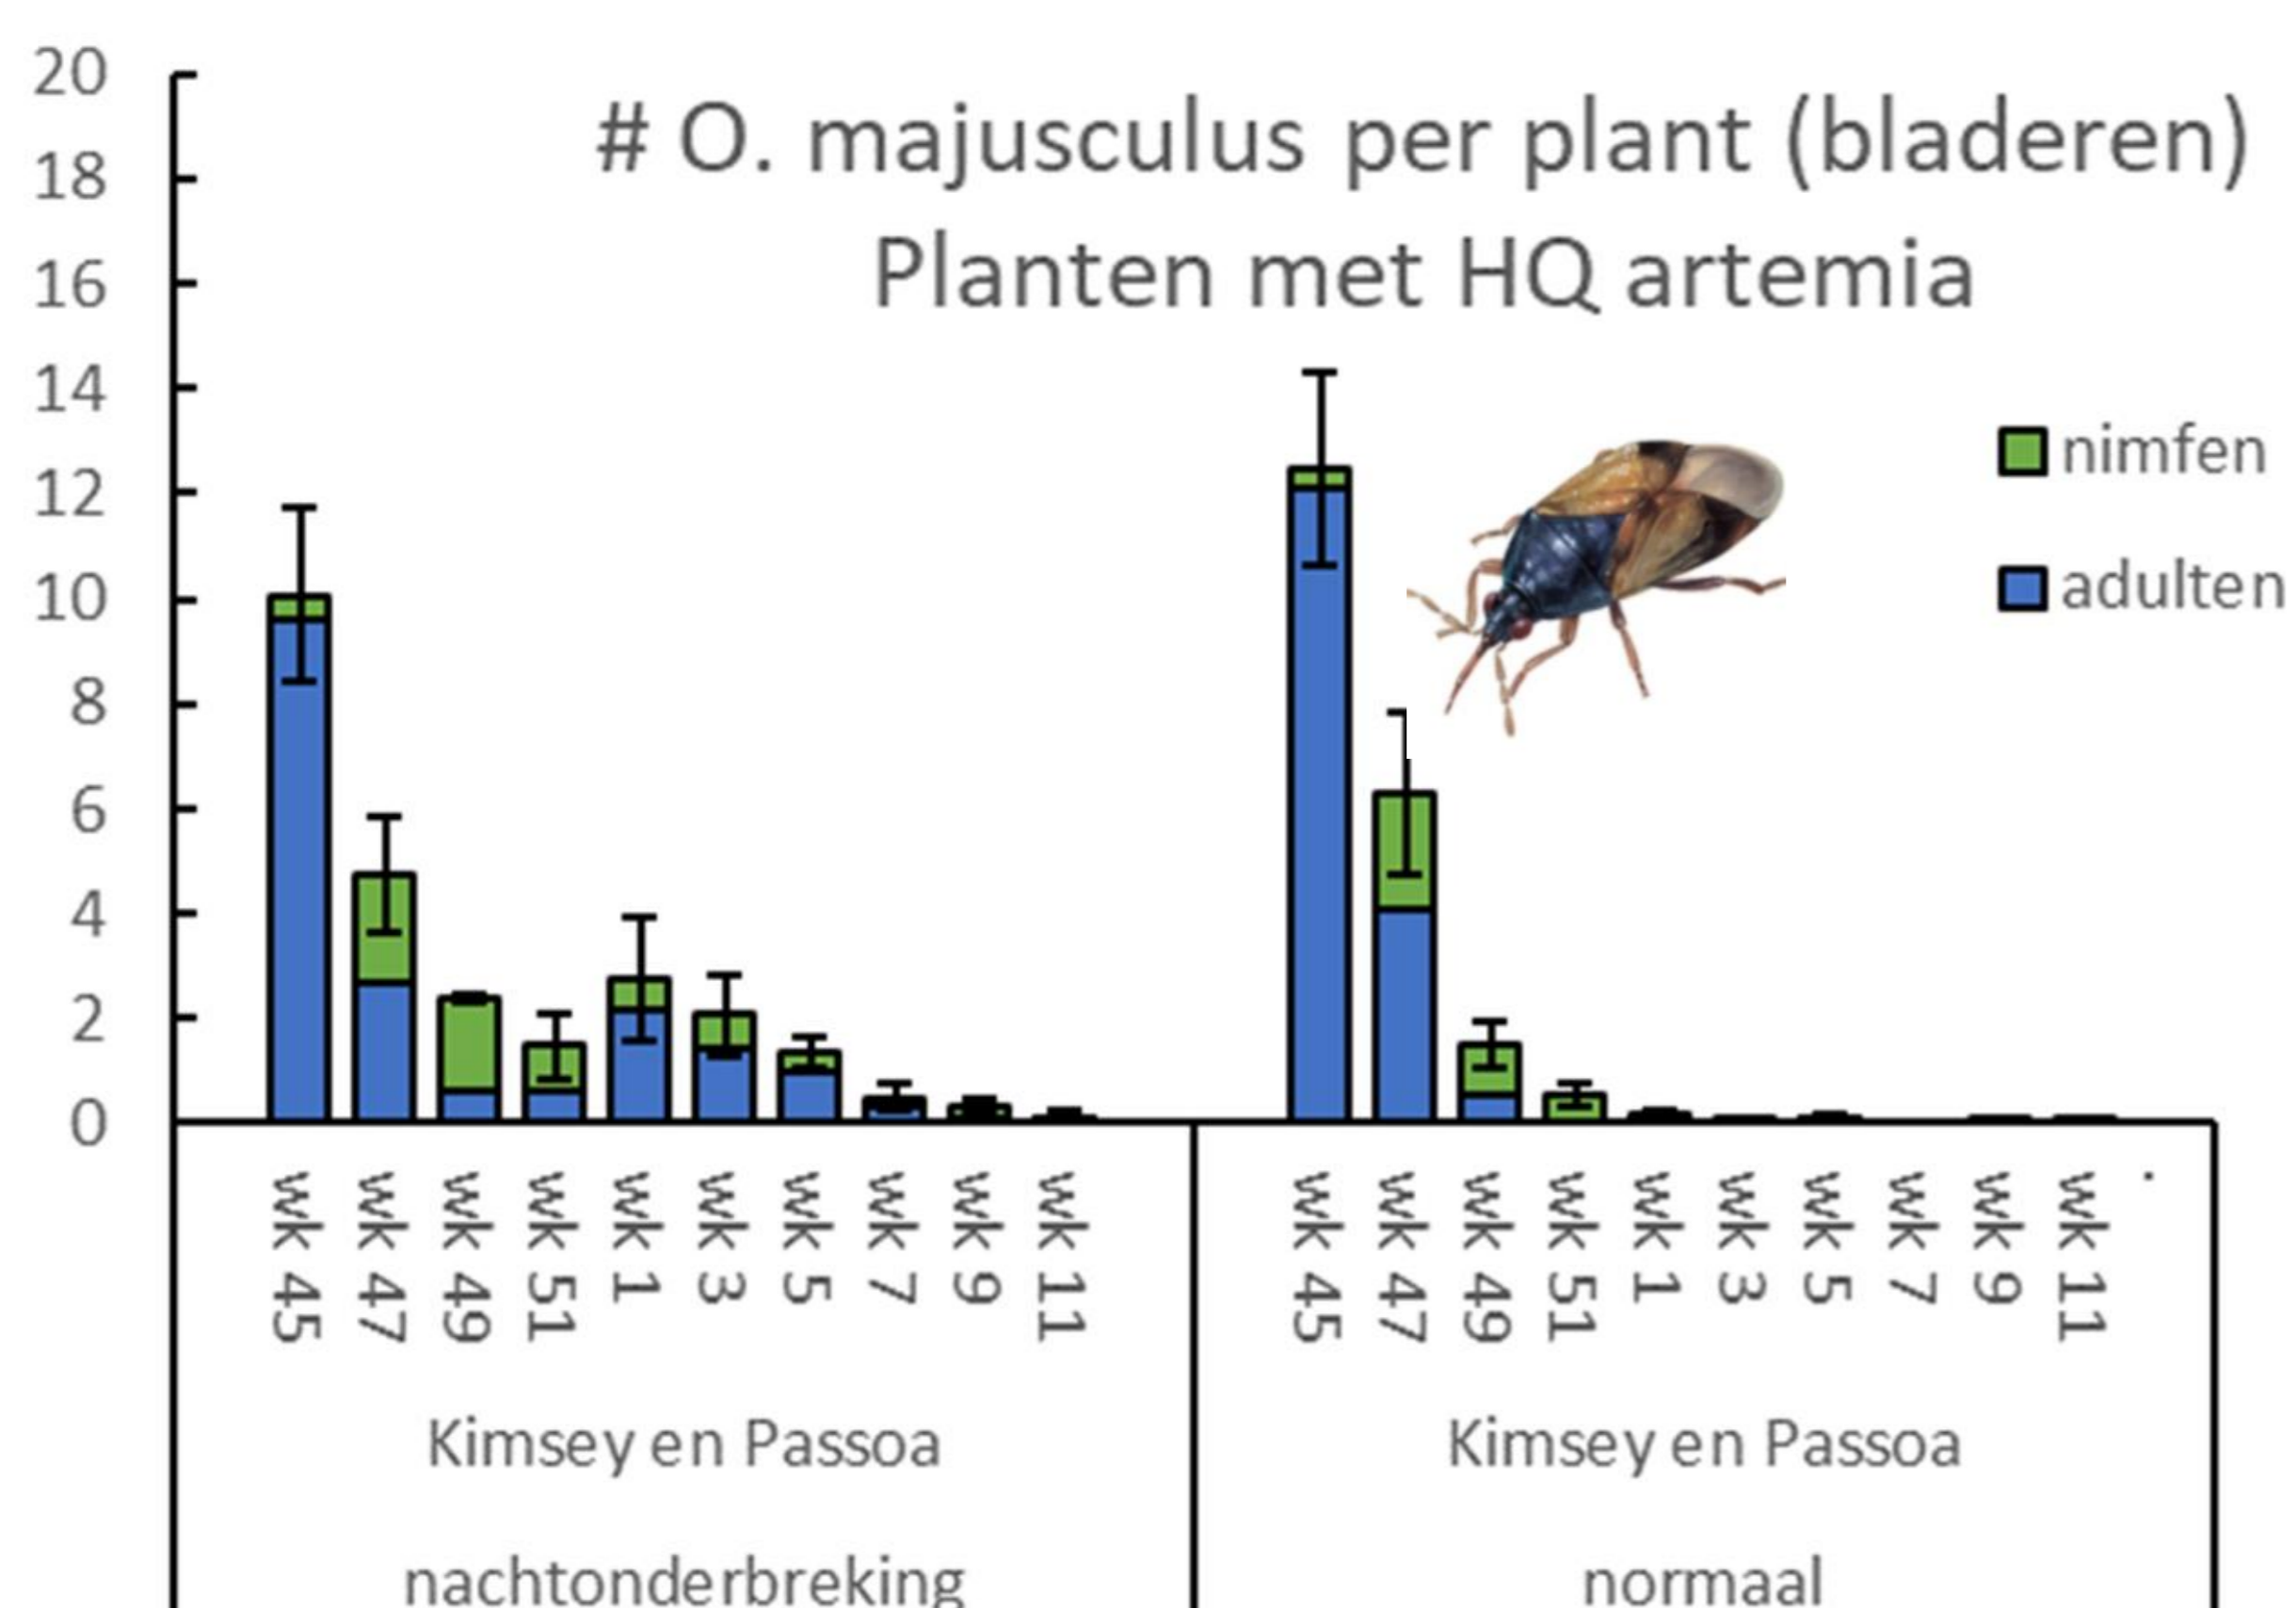 # O. majusculus per plant (bladeren)
Planten met HQ artemia
20
18
16
14
12
10
8
6
4
2
0
nimfen
adulten
wk 45
wk 47
wk 49
wk 51
wk 1
wk 3
wk 5
wk 7
wk 9
wk 11
wk 45
wk 47
wk 49
wk 51
wk 1
wk 3
wk 5
wk 7
wk 9
wk 11
.
Kimsey en Passoa
nachtonderbreking
Kimsey en Passoa
normaal